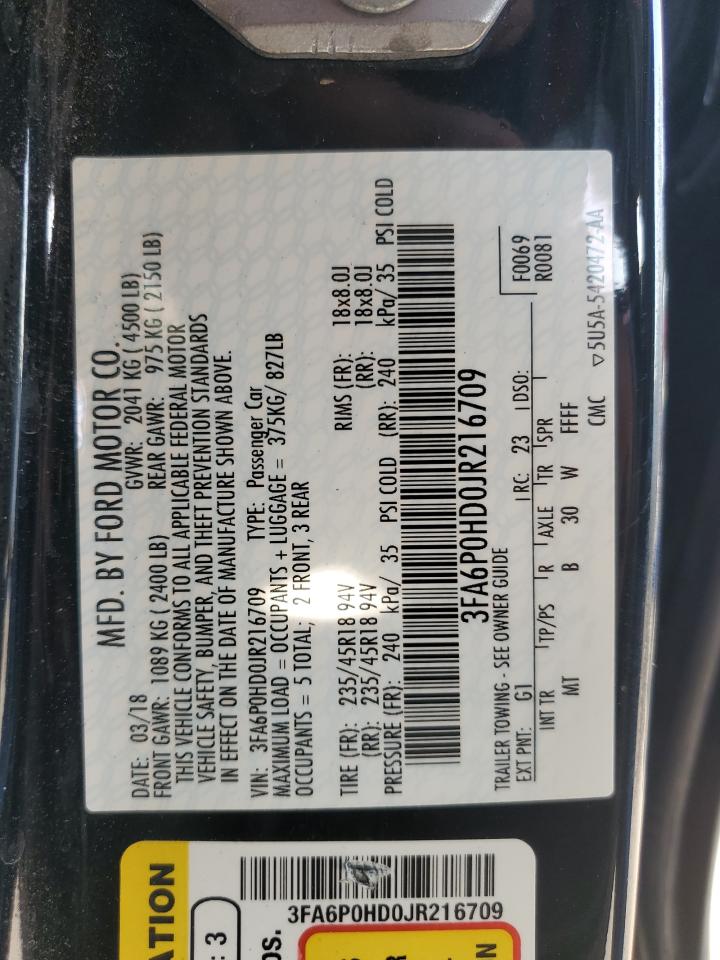 MFD. BY FORD MOTOR CO.
DATE: 03/18 GVWR: 2041 KG ( 4500 LB)
FRONT GAWR: 1089 KG ( 2400 LB) REAR GAWR: 975 KG ( 2150 LB)
THIS VEHICLE CONFORMS TO ALL APPLICABLE FEDERAL MOTOR
VEHICLE SAFETY, BUMPER, AND THEFT PREVENTION STANDARDS
IN EFFECT ON THE DATE OF MANUFACTURE SHOWN ABOVE.
VIN: 3FA6P0HD0JR216709 TYPE: Passenger Car
MAXIMUM LOAD = OCCUPANTS + LUGGAGE = 375KG/ 827LB
OCCUPANTS = 5 TOTAL; 2 FRONT, 3 REAR
TIRE (FR): 235/45R18 94V RIMS (FR): 18x8.0J
(RR): 235/45R18 94V (RR): 18x8.0J
PRESSURE (FR): 240 kPa/ 35 PSI COLD (RR): 240 kPa/ 35 PSI COLD
3FA6P0HD0JR216709
TRAILER TOWING - SEE OWNER GUIDE F0069
EXT PNT: G1 RC: 23 DSO: R0081
INT TR TP/PS R AXLE TR SPR
MT B 30 W FFFF
CMC ▽5U5A-5420472-AA
ATION
: 3
3FA6P0HD0JR216709
OS.
S
R
N